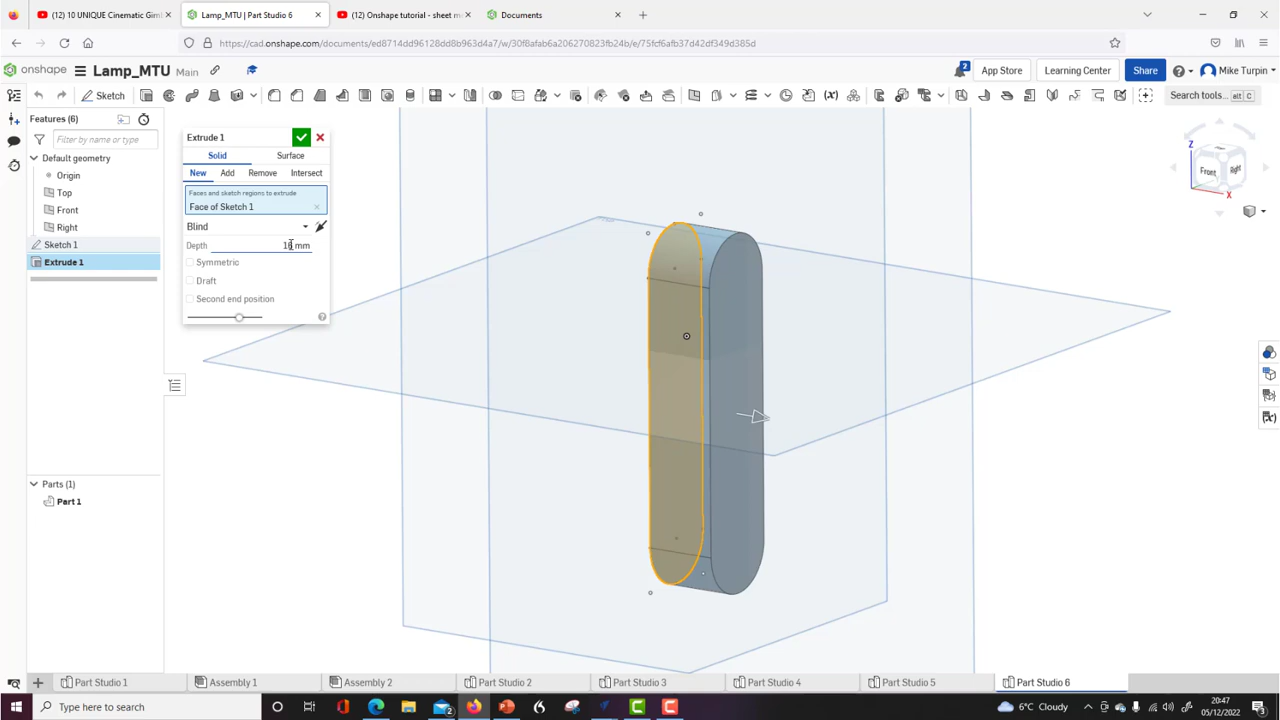 (12) 10 UNIQUE Cinematic Gim
Lamp_MTU | Part Studio 6
(12) Onshape tutorial - sheet m
Documents
https://cad.onshape.com/documents/ed8714dd96128dd8b963d4a7/w/30f8afab6a206270823fb24b/e/75fcf6afb37d42df349d385d
onshape
Lamp_MTU
Main
2
App Store
Learning Center
Share
Mike Turpin
Sketch
Search tools...
alt
C
Features (6)
Filter by name or type
Default geometry
Origin
Top
Front
Right
Sketch 1
Extrude 1
Extrude 1
Solid
Surface
New
Add
Remove
Intersect
Faces and sketch regions to extrude
Face of Sketch 1
Blind
Depth
mm
Symmetric
Draft
Second end position
Z
Front
Right
X
Parts (1)
Part 1
Part Studio 1
Assembly 1
Assembly 2
Part Studio 2
Part Studio 3
Part Studio 4
Part Studio 5
Part Studio 6
Type here to search
6°C Cloudy
20:47
05/12/2022